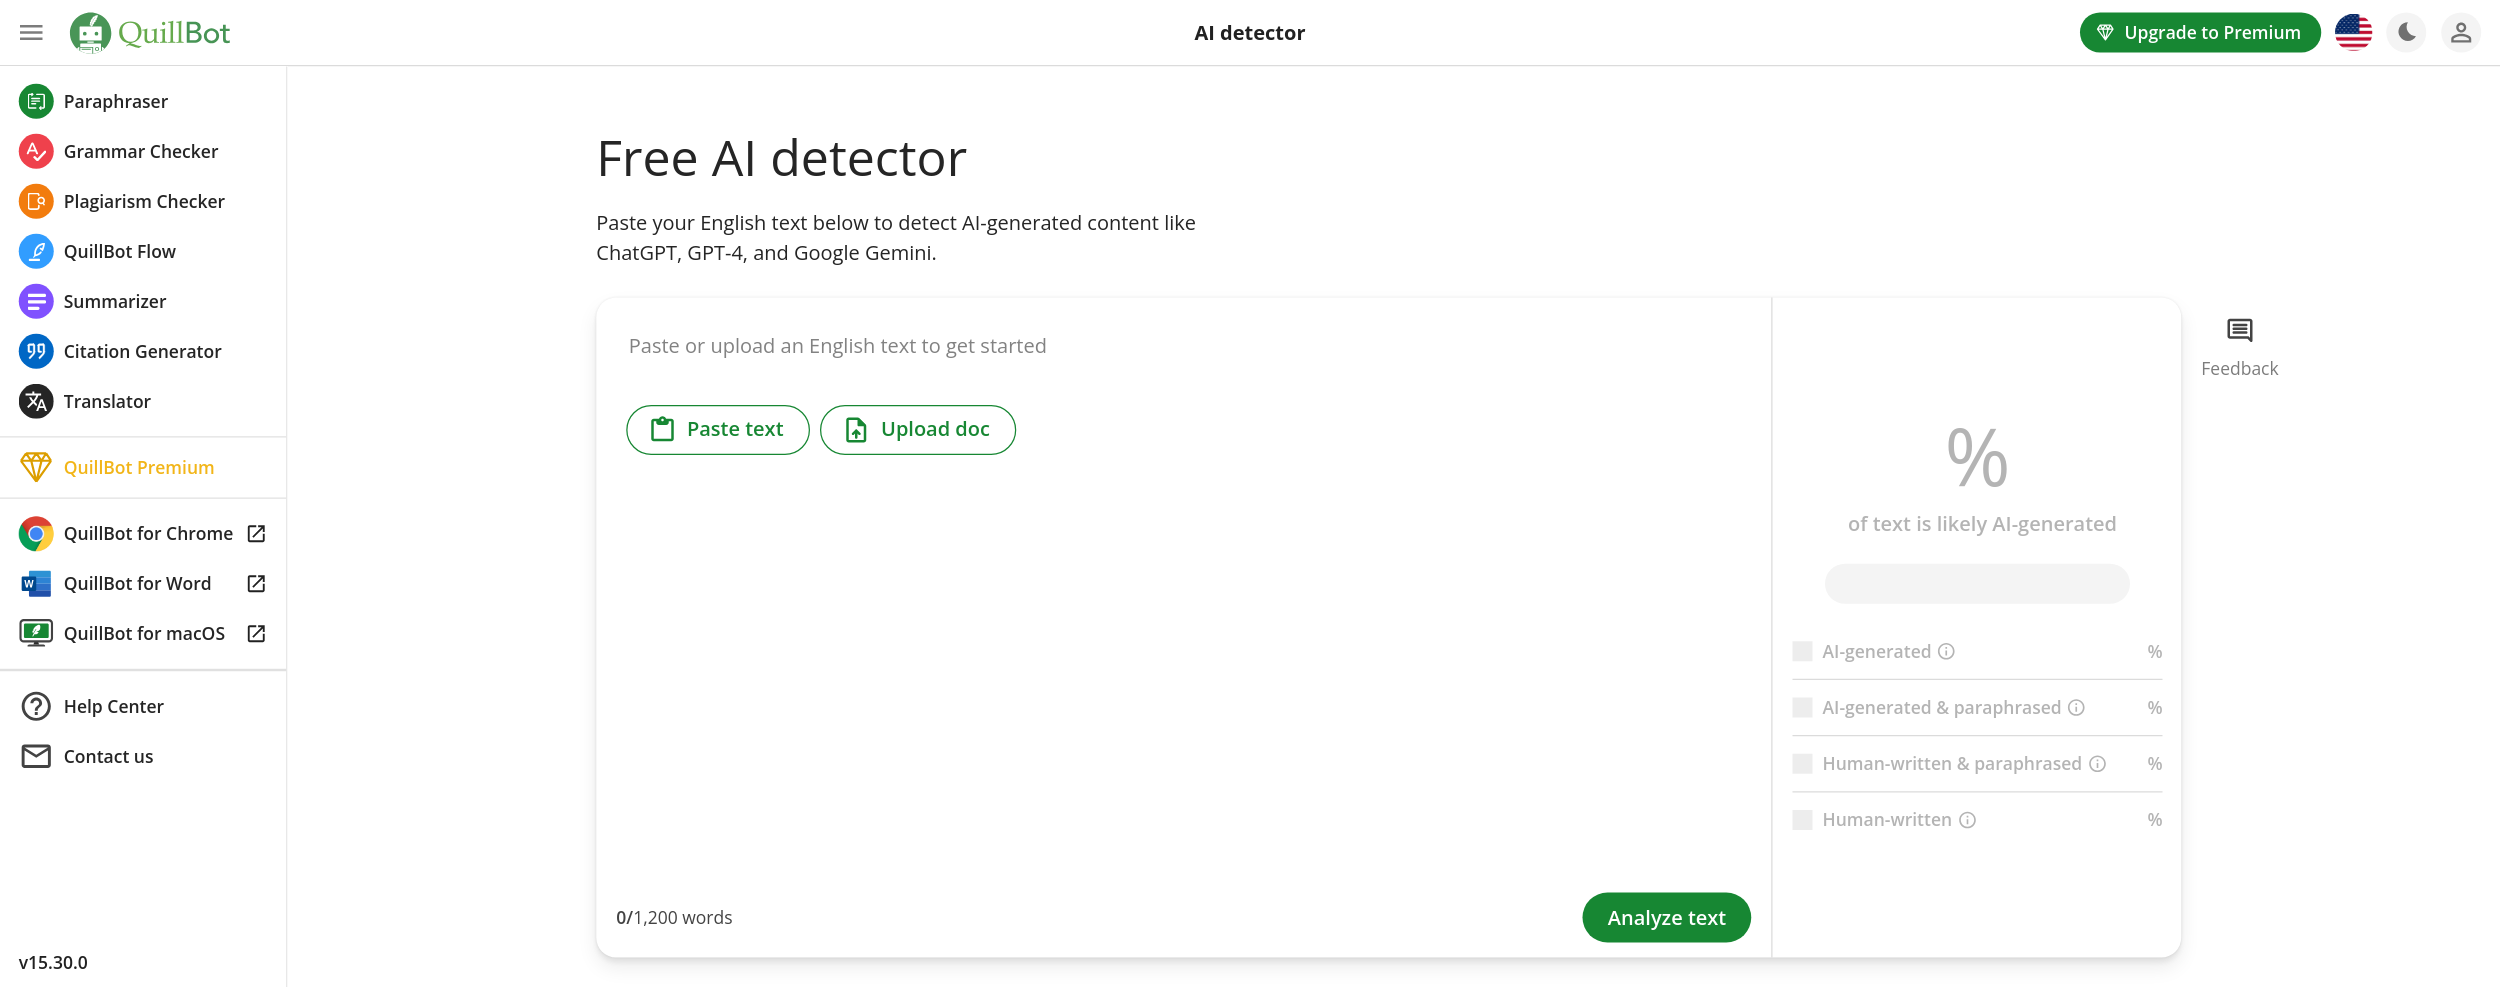 QuillBot
AI detector
Upgrade to Premium
Paraphraser
Grammar Checker
Plagiarism Checker
QuillBot Flow
Summarizer
Citation Generator
Translator
QuillBot Premium
QuillBot for Chrome
W
QuillBot for Word
QuillBot for macOS
Help Center
Contact us
v15.30.0
Free AI detector
Paste your English text below to detect AI-generated content like
ChatGPT, GPT-4, and Google Gemini.
Paste or upload an English text to get started
Paste text
Upload doc
0/1,200 words
Analyze text
%
of text is likely AI-generated
AI-generated %
AI-generated & paraphrased %
Human-written & paraphrased %
Human-written %
Feedback